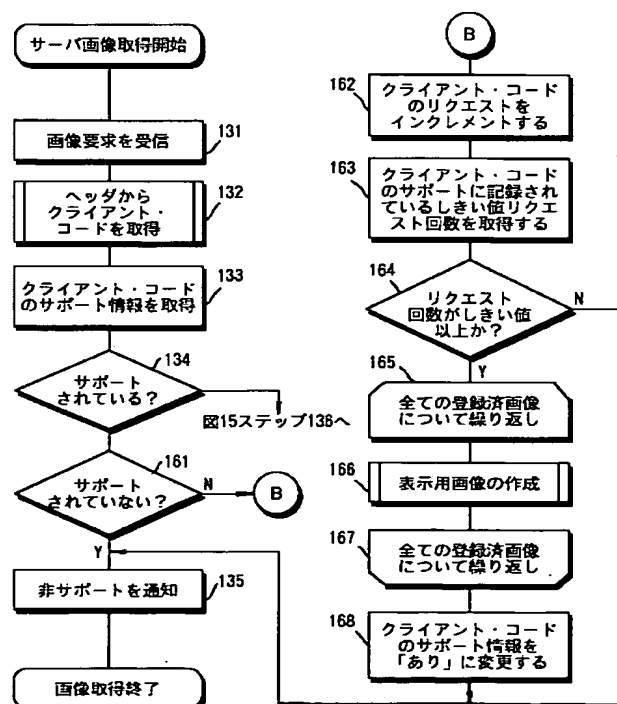 サーバ画像取得開始
画像要求を受信
131
ヘッダから
クライアント・
コードを取得
132
クライアント・コード
のサポート情報を取得
133
134
サポート
されている?
図15ステップ136へ
161
サポート
されていない?
N
B
Y
非サポートを通知
135
画像取得終了
B
162
クライアント・コード
のリクエストを
インクレメントする
163
クライアント・コード
のサポートに記録され
ているしきい値リクエ
スト回数を取得する
164
リクエスト
回数がしきい値
以上か?
N
Y
165
全ての登録済画像
について繰り返し
166
表示用画像の作成
167
全ての登録済画像
について繰り返し
168
クライアント・コード
のサポート情報を
「あり」に変更する